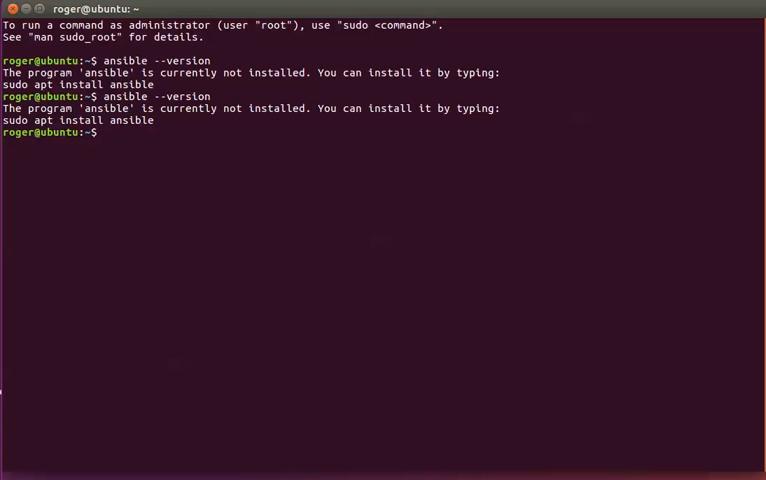 roger@ubuntu: ~
To run a command as administrator (user "root"), use "sudo <command>".
See "man sudo_root" for details.
roger@ubuntu:~$ ansible --version
The program 'ansible' is currently not installed. You can install it by typing:
sudo apt install ansible
roger@ubuntu:~$ ansible --version
The program 'ansible' is currently not installed. You can install it by typing:
sudo apt install ansible
roger@ubuntu:~$